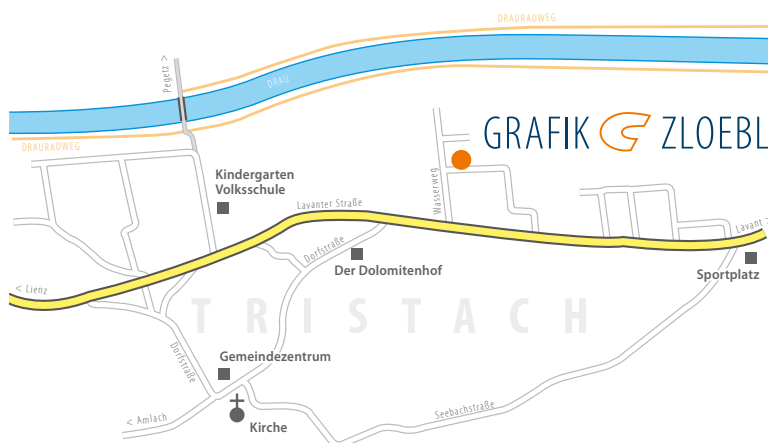 DRAURADWEG
Pegetz >
DRAU
GRAFIK ZLOEBL
DRAURADWEG
Kindergarten
Volksschule
Wasserweg
Lavanter Straße
Lavant >
Dorfstraße
Der Dolomitenhof
Sportplatz
< Lienz
TRISTACH
Dorfstraße
Gemeindezentrum
Seebachstraße
< Amlach
Kirche